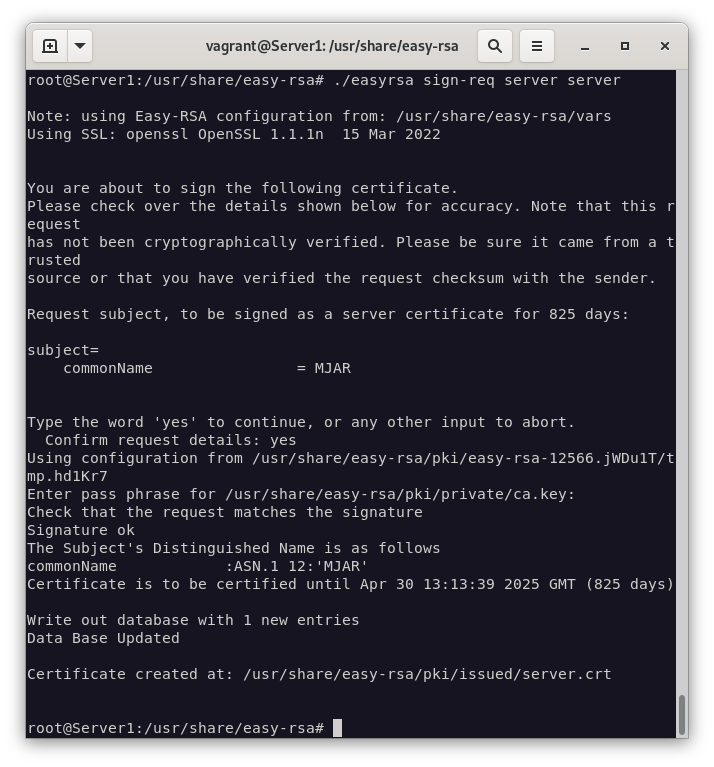 vagrant@Server1: /usr/share/easy-rsa
root@Server1:/usr/share/easy-rsa# ./easyrsa sign-req server server
Note: using Easy-RSA configuration from: /usr/share/easy-rsa/vars
Using SSL: openssl OpenSSL 1.1.1n  15 Mar 2022
You are about to sign the following certificate.
Please check over the details shown below for accuracy. Note that this r
equest
has not been cryptographically verified. Please be sure it came from a t
rusted
source or that you have verified the request checksum with the sender.
Request subject, to be signed as a server certificate for 825 days:
subject=
    commonName                = MJAR
Type the word 'yes' to continue, or any other input to abort.
  Confirm request details: yes
Using configuration from /usr/share/easy-rsa/pki/easy-rsa-12566.jWDu1T/t
mp.hd1Kr7
Enter pass phrase for /usr/share/easy-rsa/pki/private/ca.key:
Check that the request matches the signature
Signature ok
The Subject's Distinguished Name is as follows
commonName            :ASN.1 12:'MJAR'
Certificate is to be certified until Apr 30 13:13:39 2025 GMT (825 days)
Write out database with 1 new entries
Data Base Updated
Certificate created at: /usr/share/easy-rsa/pki/issued/server.crt
root@Server1:/usr/share/easy-rsa#